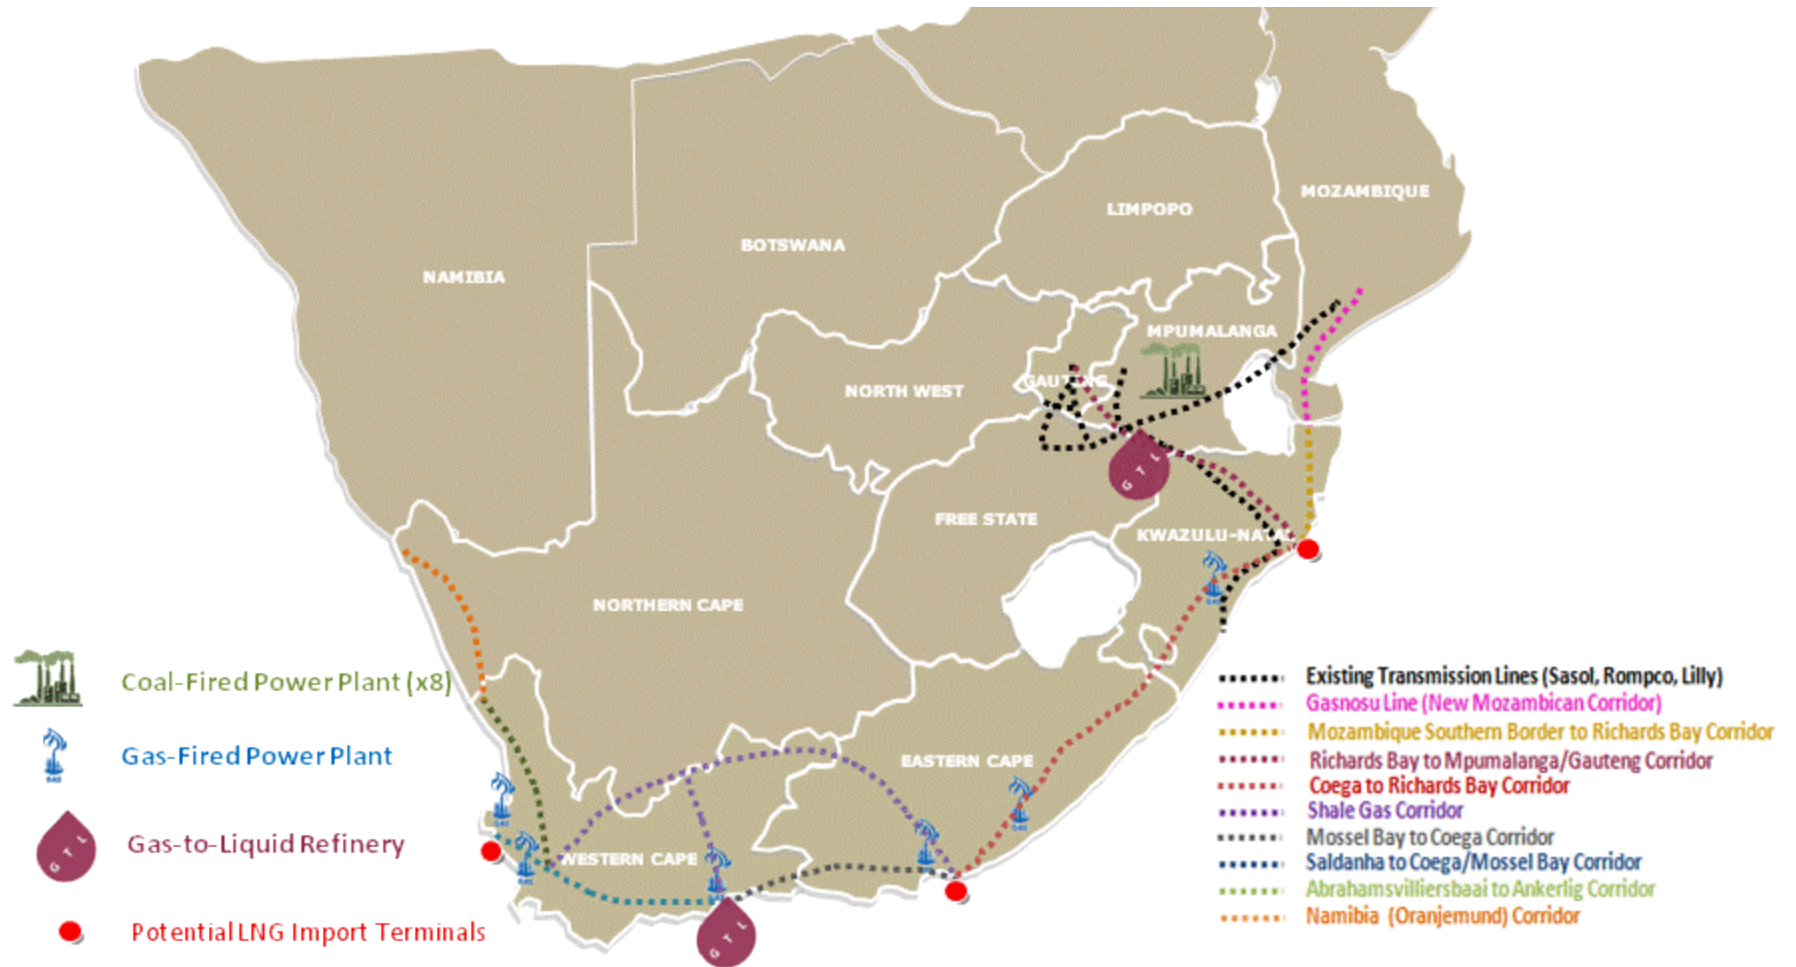 MOZAMBIQUE
LIMPOPO
BOTSWANA
NAMIBIA
MPUMALANGA
GAUTENG
NORTH WEST
FREE STATE
KWAZULU-NATAL
NORTHERN CAPE
EASTERN CAPE
WESTERN CAPE
G T L
G T L
Coal-Fired Power Plant (x8)
Gas-Fired Power Plant
GAS
G T L
Gas-to-Liquid Refinery
Potential LNG Import Terminals
Existing Transmission Lines (Sasol, Rompco, Lilly)
Gasnosu Line (New Mozambican Corridor)
Mozambique Southern Border to Richards Bay Corridor
Richards Bay to Mpumalanga/Gauteng Corridor
Coega to Richards Bay Corridor
Shale Gas Corridor
Mossel Bay to Coega Corridor
Saldanha to Coega/Mossel Bay Corridor
Abrahamsvilliersbaai to Ankerlig Corridor
Namibia (Oranjemund) Corridor